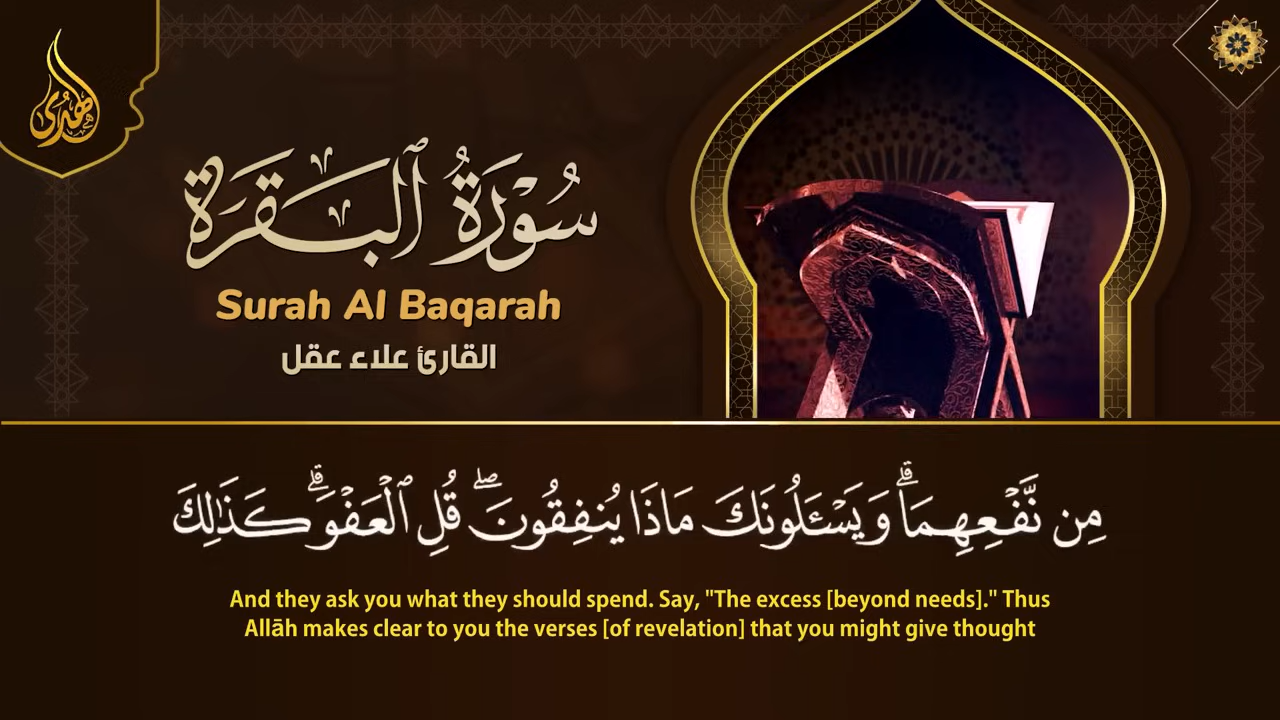 الهدى
سُورَةُ ٱلْبَقَرَةِ
Surah Al Baqarah
القارئ علاء عقل
مِن نَّفْعِهِمَاۗ وَيَسْـَٔلُونَكَ مَاذَا يُنفِقُونَۖ قُلِ ٱلْعَفْوَۗ كَذَٰلِكَ
And they ask you what they should spend. Say, "The excess [beyond needs]." Thus
Allāh makes clear to you the verses [of revelation] that you might give thought